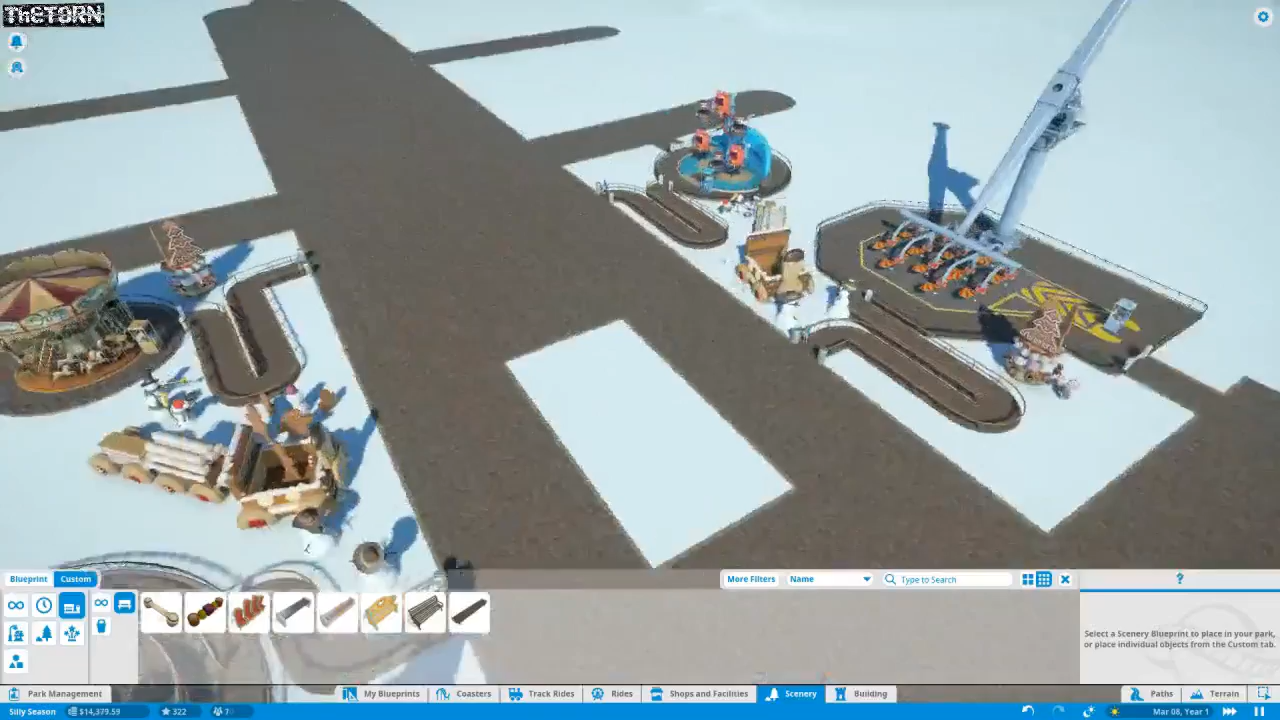 THETORN
Blueprint Custom
More Filters Name Type to Search ?
Select a Scenery Blueprint to place in your park,
or place individual objects from the Custom tab.
Park Management My Blueprints Coasters Track Rides Rides Shops and Facilities Scenery Building Paths Terrain
Silly Season $14,379.59 322 Mar 08, Year 1